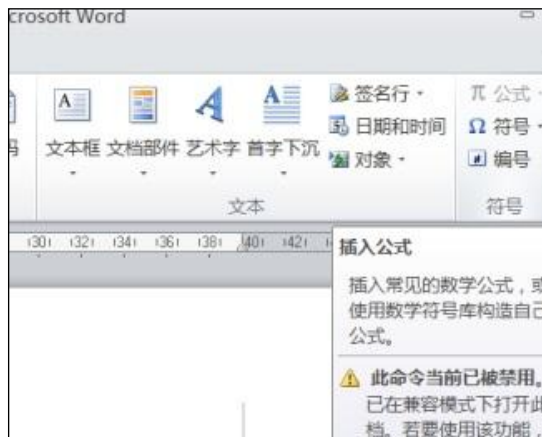 crosoft Word
签名行
π 公式
日期和时间
Ω 符号
文本框 文档部件 艺术字 首字下沉
对象
编号
文本
符号
30 32 34 36 38 40 42
插入公式
插入常见的数学公式，或
使用数学符号库构造自己
公式。
此命令当前已被禁用。
已在兼容模式下打开此
档。若要使用该功能，